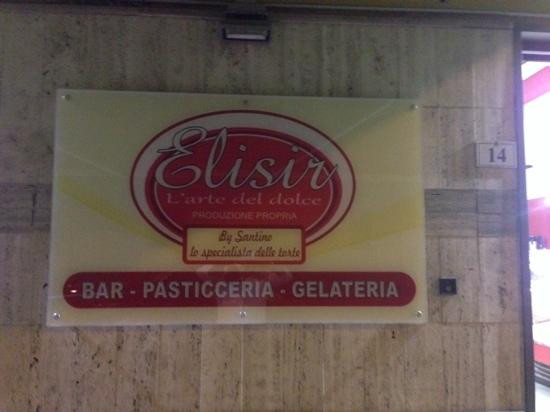 Elisir
L'arte del dolce
PRODUZIONE PROPRIA
By Santino
lo specialista delle torte
BAR - PASTICCERIA - GELATERIA
14